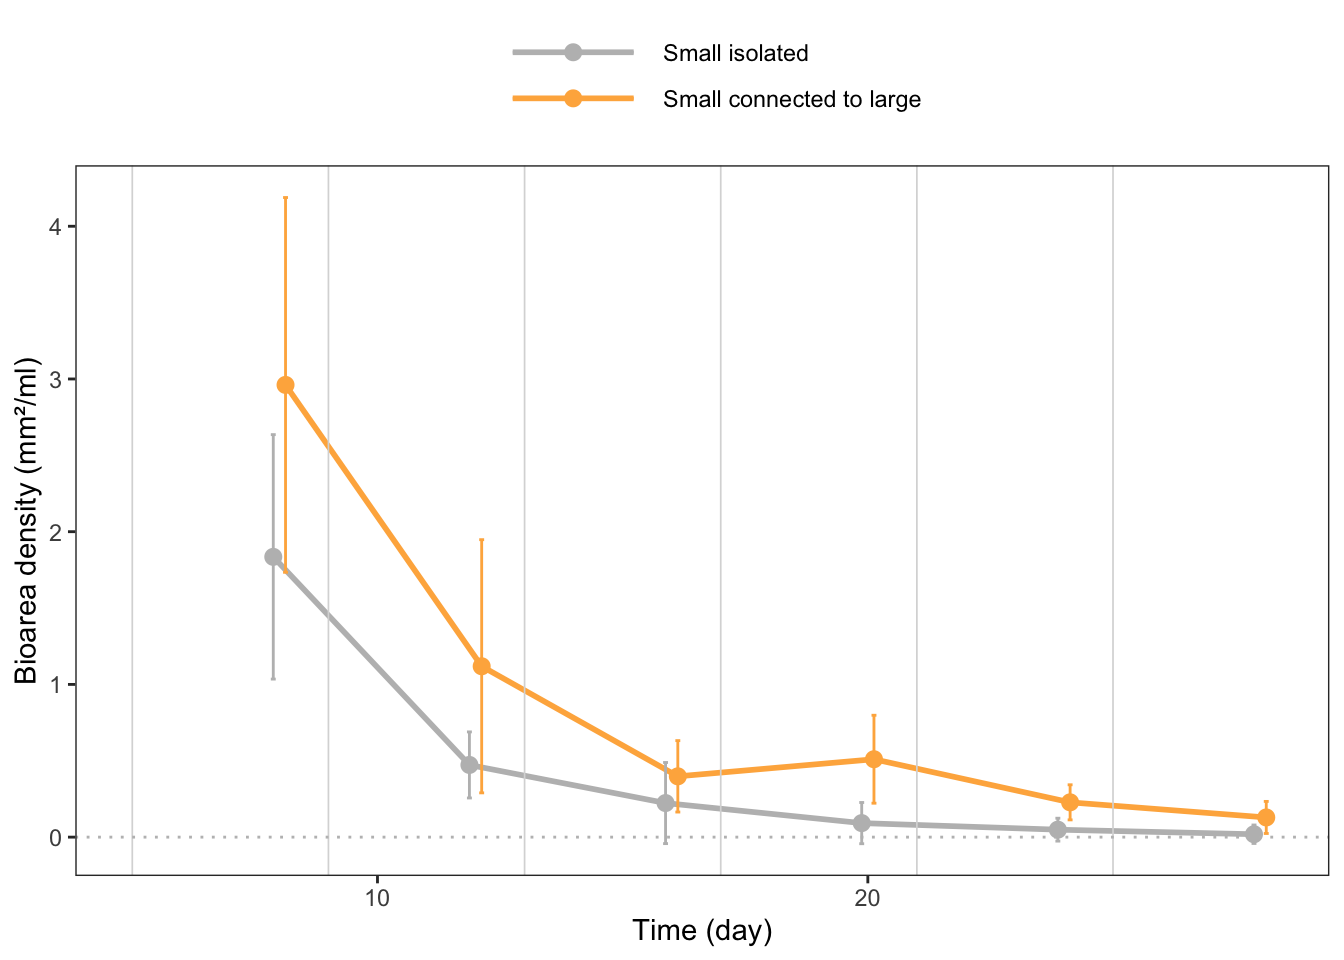 Small isolated
Small connected to large
Bioarea density (mm²/ml)
4
3
2
1
0
10
20
Time (day)